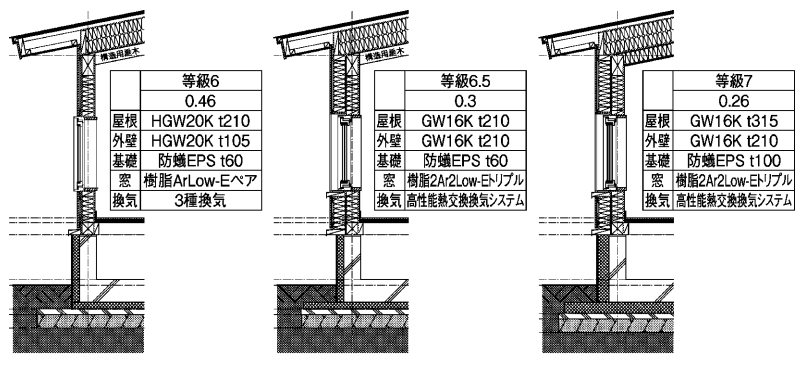 構造用垂木
等級6
0.46
屋根 HGW20K t210
外壁 HGW20K t105
基礎 防蟻EPS t60
窓 樹脂ArLow-Eペア
換気 3種換気
等級6.5
0.3
屋根 GW16K t210
外壁 GW16K t210
基礎 防蟻EPS t60
窓 樹脂2Ar2Low-Eトリプル
換気 高性能熱交換換気システム
構造用垂木
等級7
0.26
屋根 GW16K t315
外壁 GW16K t210
基礎 防蟻EPS t100
窓 樹脂2Ar2Low-Eトリプル
換気 高性能熱交換換気システム